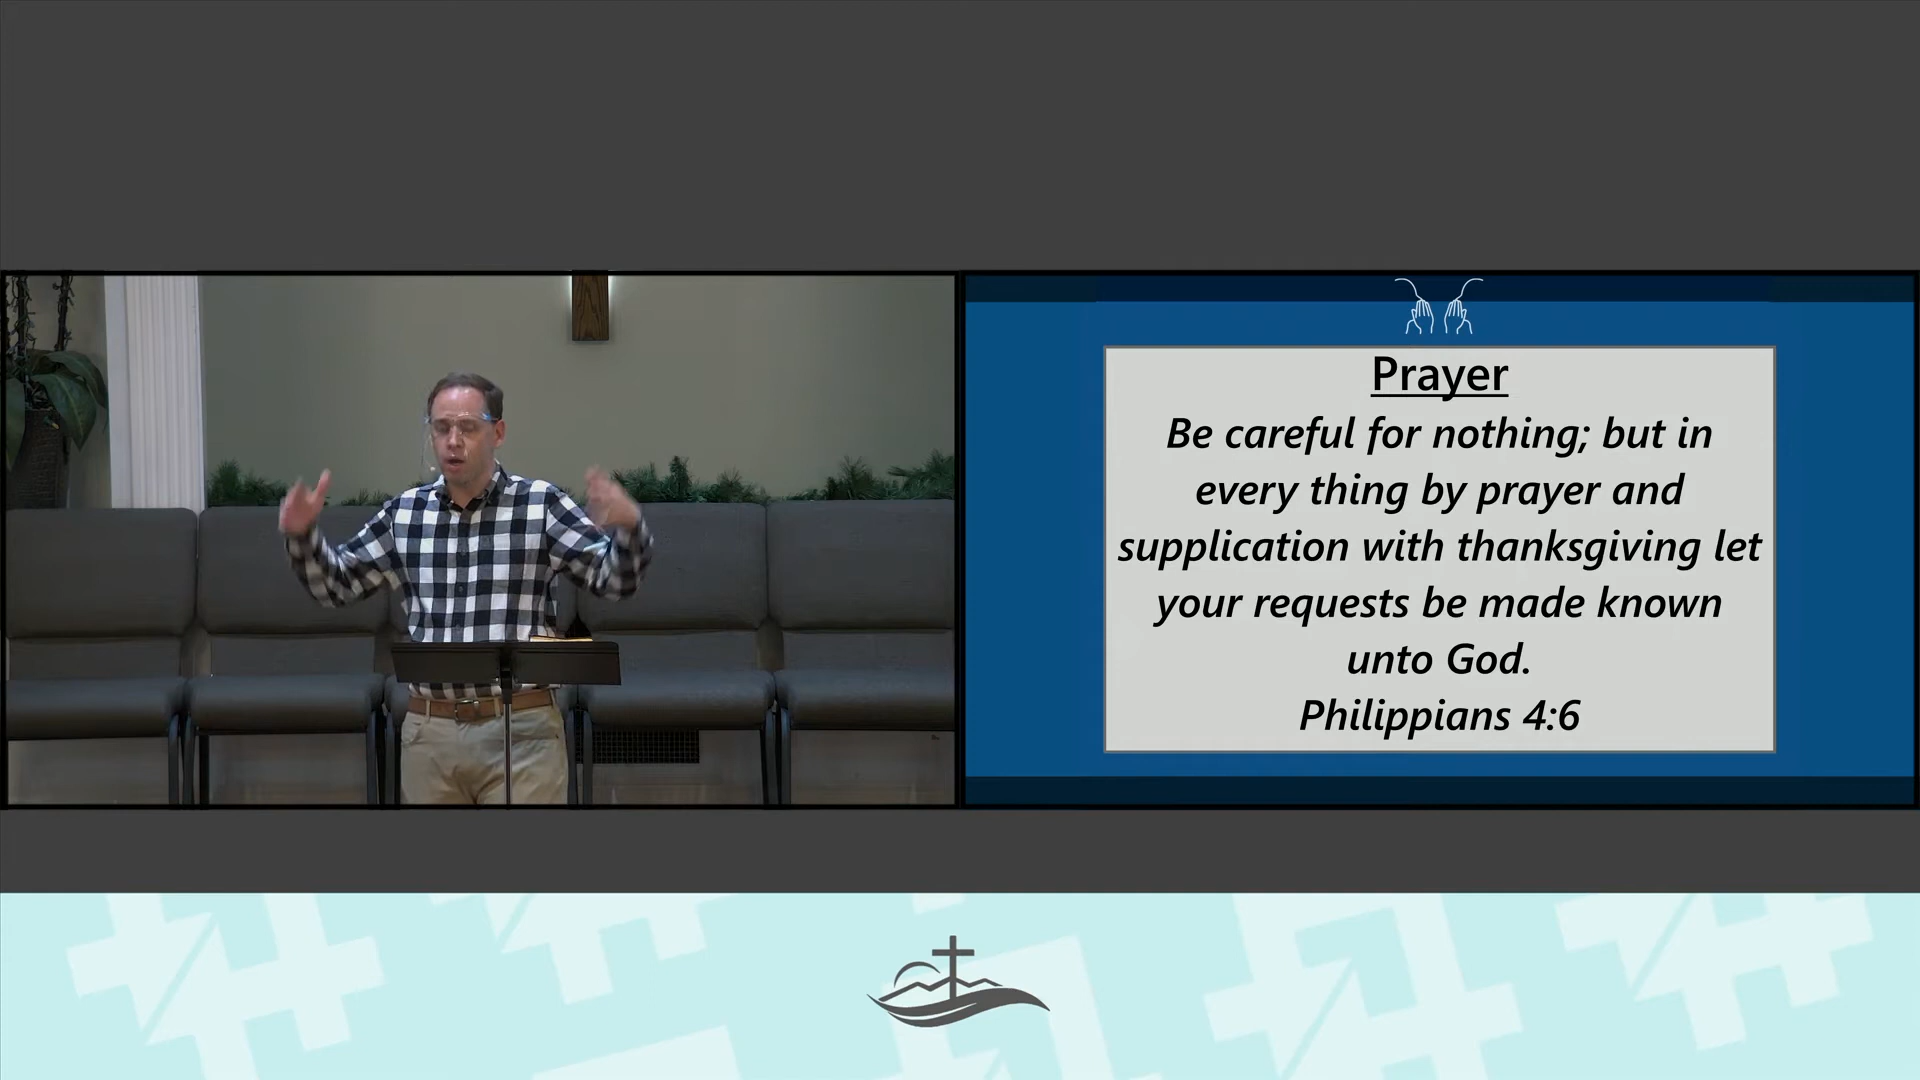 Prayer
Be careful for nothing; but in
every thing by prayer and
supplication with thanksgiving let
your requests be made known
unto God.
Philippians 4:6